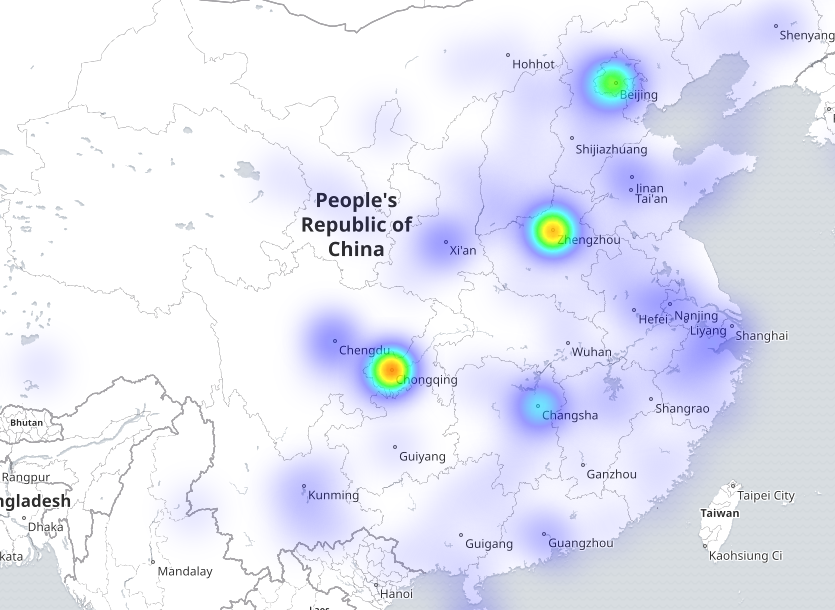 Shenyang
Hohhot
Beijing
Shijiazhuang
Jinan
Tai'an
People's
Republic of
China
Zhengzhou
Xi'an
Nanjing
Hefei
Liyang
Shanghai
Chengdu
Wuhan
Chongqing
Shangrao
Changsha
Bhutan
Guiyang
Ganzhou
Rangpur
Kunming
Taipei City
ngladesh
Taiwan
Dhaka
Guigang
Guangzhou
kata
Kaohsiung Ci
Mandalay
Hanoi
Laos